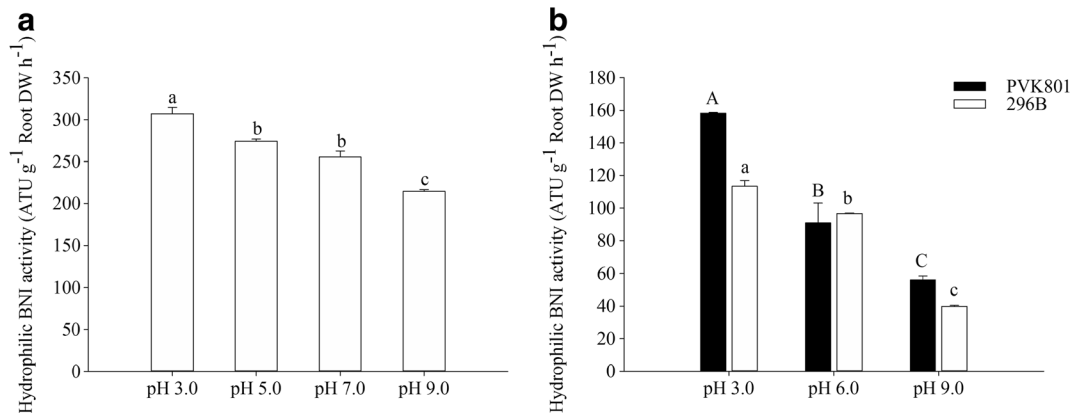 a
Hydrophilic BNI activity (ATU g-1 Root DW h-1)
350
300
250
200
150
100
50
0
a
b
b
c
pH 3.0 pH 5.0 pH 7.0 pH 9.0
b
Hydrophilic BNI activity (ATU g-1 Root DW h-1)
180
160
140
120
100
80
60
40
20
0
PVK801
296B
A
a
B
b
C
c
pH 3.0 pH 6.0 pH 9.0